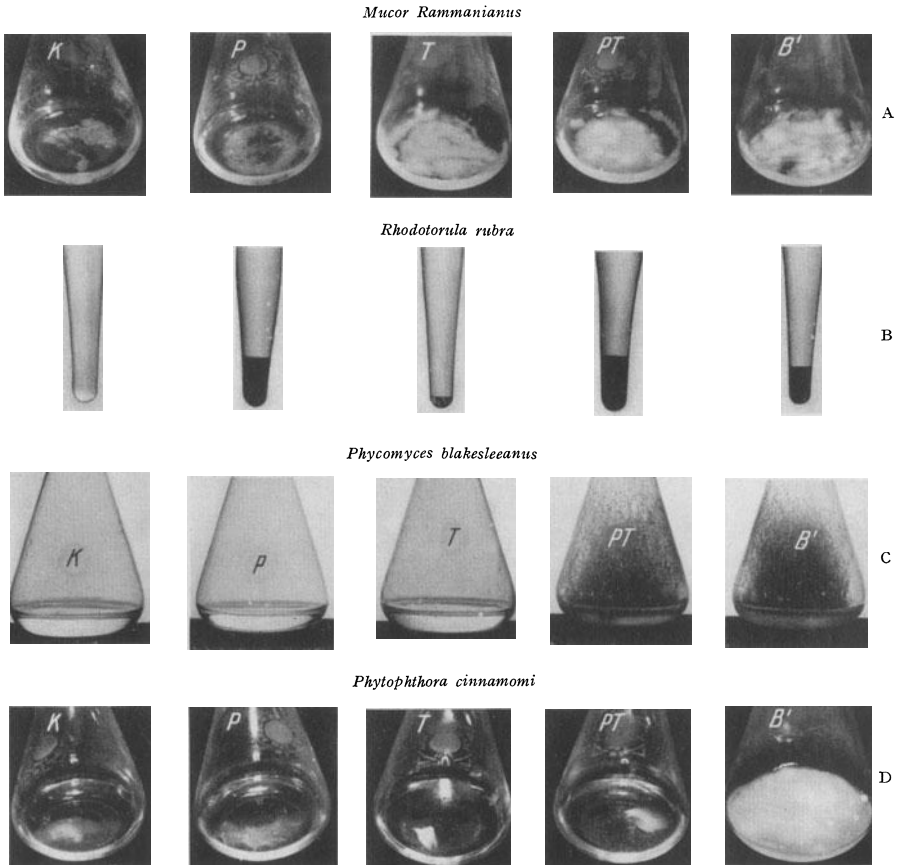 Mucor Rammanianus
K P T PT B' A
Rhodotorula rubra
B
Phycomyces blakesleeanus
K P T PT B' C
Phytophthora cinnamomi
K P T PT B' D